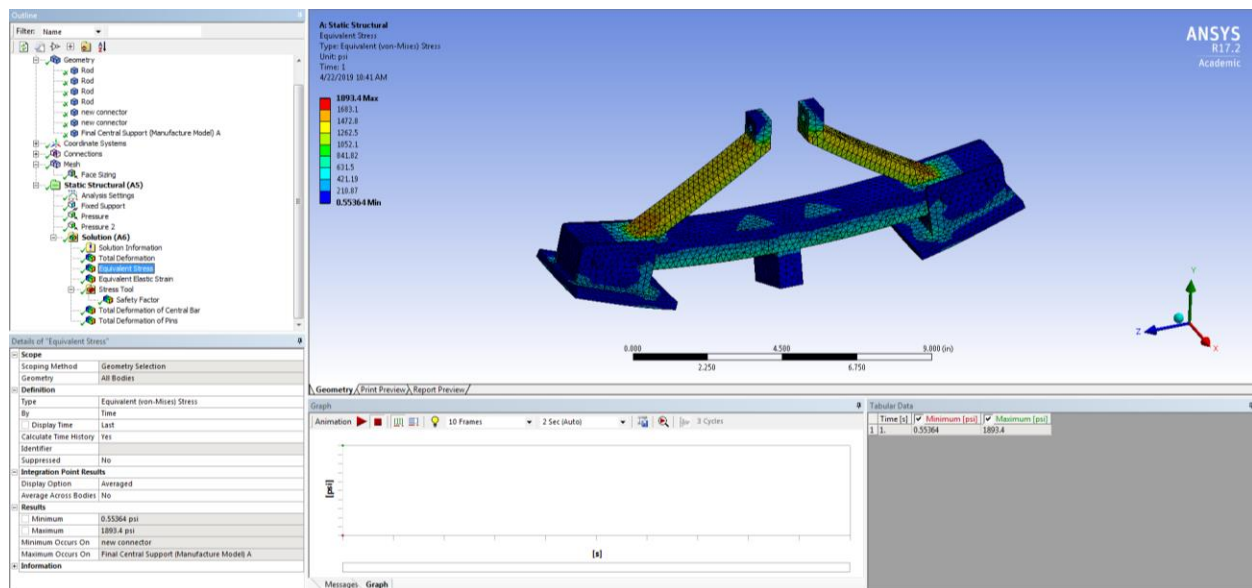 Outline
Filter: Name
Geometry
Rod
Rod
Rod
Rod
new connector
new connector
Final Central Support (Manufacture Model) A
Coordinate Systems
Connections
Mesh
Face Sizing
Static Structural (A5)
Analysis Settings
Fixed Support
Pressure
Pressure 2
Solution (A6)
Solution Information
Total Deformation
Equivalent Stress
Equivalent Elastic Strain
Stress Tool
Safety Factor
Total Deformation of Central Bar
Total Deformation of Pins
Details of "Equivalent Stress"
Scope
Scoping Method Geometry Selection
Geometry All Bodies
Definition
Type Equivalent (von-Mises) Stress
By Time
Display Time Last
Calculate Time History Yes
Identifier
Suppressed No
Integration Point Results
Display Option Averaged
Average Across Bodies No
Results
Minimum 0.55364 psi
Maximum 1893.4 psi
Minimum Occurs On new connector
Maximum Occurs On Final Central Support (Manufacture Model) A
Information
A: Static Structural
Equivalent Stress
Type: Equivalent (von-Mises) Stress
Unit: psi
Time: 1
4/22/2019 10:41 AM
1893.4 Max
1683.1
1472.8
1262.5
1052.1
841.82
631.5
421.19
210.87
0.55364 Min
ANSYS
R17.2
Academic
Y
Z
X
0.000 4.500 9.000 (in)
2.250 6.750
Geometry Print Preview Report Preview
Graph
Animation 10 Frames 2 Sec (Auto) 3 Cycles
[psi]
[s]
Messages Graph
Tabular Data
Time [s] Minimum [psi] Maximum [psi]
1 1. 0.55364 1893.4